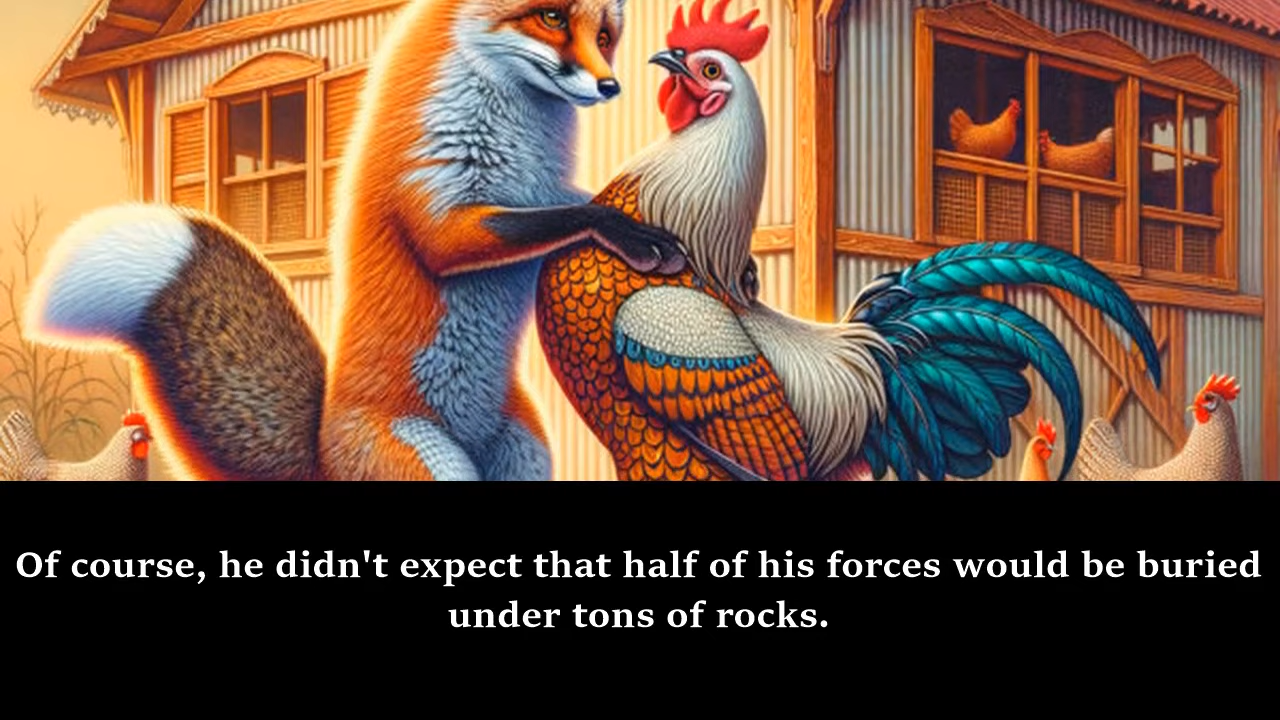 Of course, he didn't expect that half of his forces would be buried
under tons of rocks.